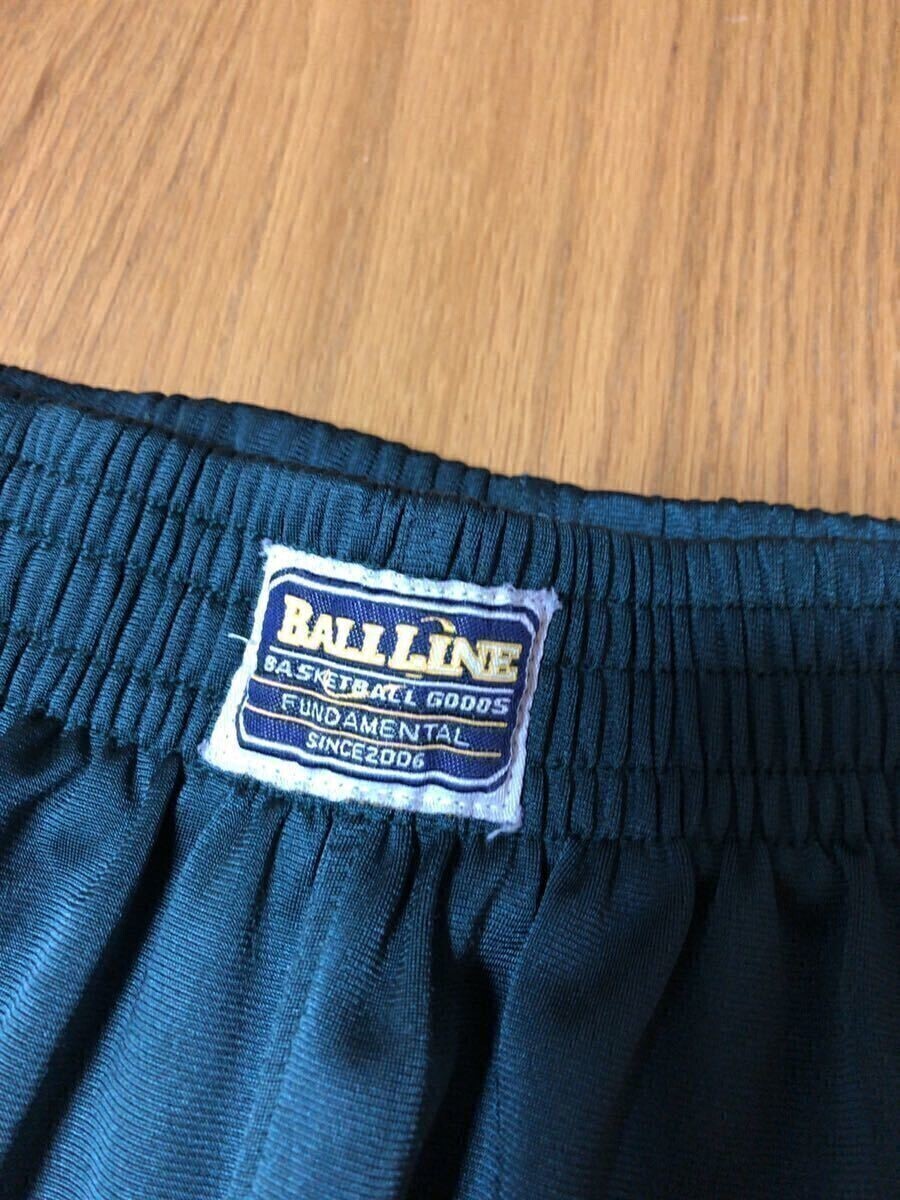 BALLLINE
BASKETBALL GOODS
FUNDAMENTAL
SINCE2006